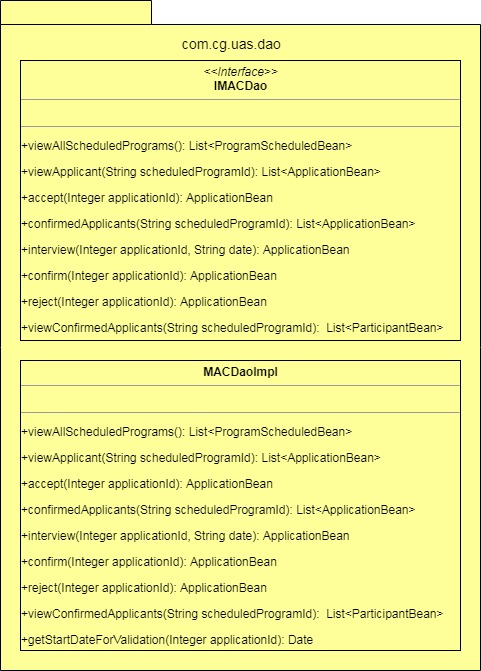 com.cg.uas.dao
<<Interface>>
IMACDao
+viewAllScheduledPrograms(): List<ProgramScheduledBean>
+viewApplicant(String scheduledProgramId): List<ApplicationBean>
+accept(Integer applicationId): ApplicationBean
+confirmedApplicants(String scheduledProgramId): List<ApplicationBean>
+interview(Integer applicationId, String date): ApplicationBean
+confirm(Integer applicationId): ApplicationBean
+reject(Integer applicationId): ApplicationBean
+viewConfirmedApplicants(String scheduledProgramId):  List<ParticipantBean>
MACDaoImpl
+viewAllScheduledPrograms(): List<ProgramScheduledBean>
+viewApplicant(String scheduledProgramId): List<ApplicationBean>
+accept(Integer applicationId): ApplicationBean
+confirmedApplicants(String scheduledProgramId): List<ApplicationBean>
+interview(Integer applicationId, String date): ApplicationBean
+confirm(Integer applicationId): ApplicationBean
+reject(Integer applicationId): ApplicationBean
+viewConfirmedApplicants(String scheduledProgramId):  List<ParticipantBean>
+getStartDateForValidation(Integer applicationId): Date